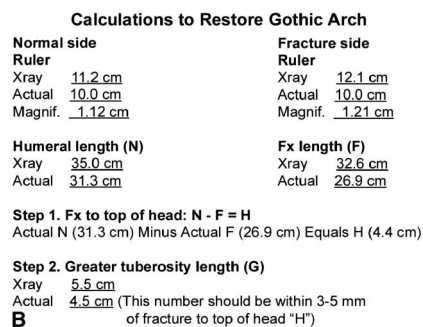 Calculations to Restore Gothic Arch
Normal side
Ruler
Xray 11.2 cm
Actual 10.0 cm
Magnif. 1.12 cm
Fracture side
Ruler
Xray 12.1 cm
Actual 10.0 cm
Magnif. 1.21 cm
Humeral length (N)
Xray 35.0 cm
Actual 31.3 cm
Fx length (F)
Xray 32.6 cm
Actual 26.9 cm
Step 1. Fx to top of head: N - F = H
Actual N (31.3 cm) Minus Actual F (26.9 cm) Equals H (4.4 cm)
Step 2. Greater tuberosity length (G)
Xray 5.5 cm
Actual 4.5 cm (This number should be within 3-5 mm
of fracture to top of head “H”)
B